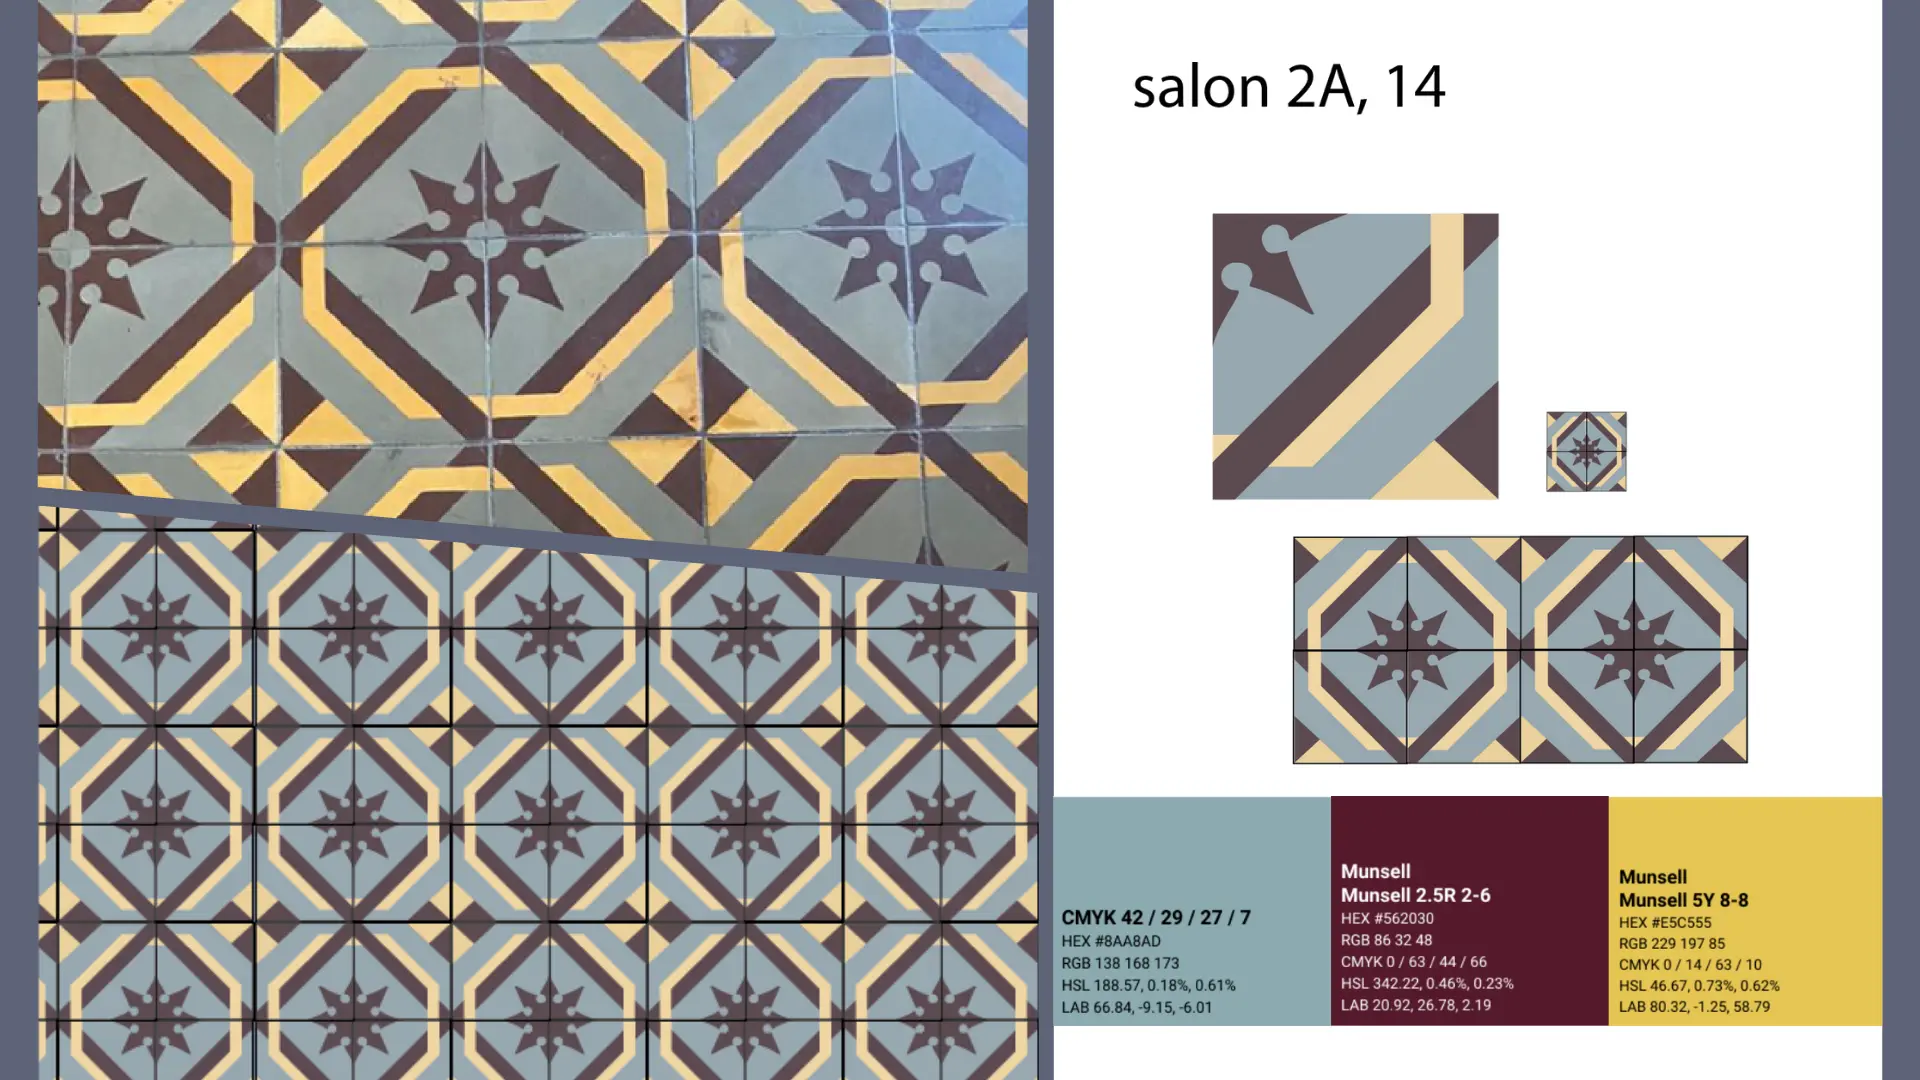 salon 2A, 14
CMYK 42 / 29 / 27 / 7
HEX #8AA8AD
RGB 138 168 173
HSL 188.57, 0.18%, 0.61%
LAB 66.84, -9.15, -6.01
Munsell
Munsell 2.5R 2-6
HEX #562030
RGB 86 32 48
CMYK 0 / 63 / 44 / 66
HSL 342.22, 0.46%, 0.23%
LAB 20.92, 26.78, 2.19
Munsell
Munsell 5Y 8-8
HEX #E5C555
RGB 229 197 85
CMYK 0 / 14 / 63 / 10
HSL 46.67, 0.73%, 0.62%
LAB 80.32, -1.25, 58.79